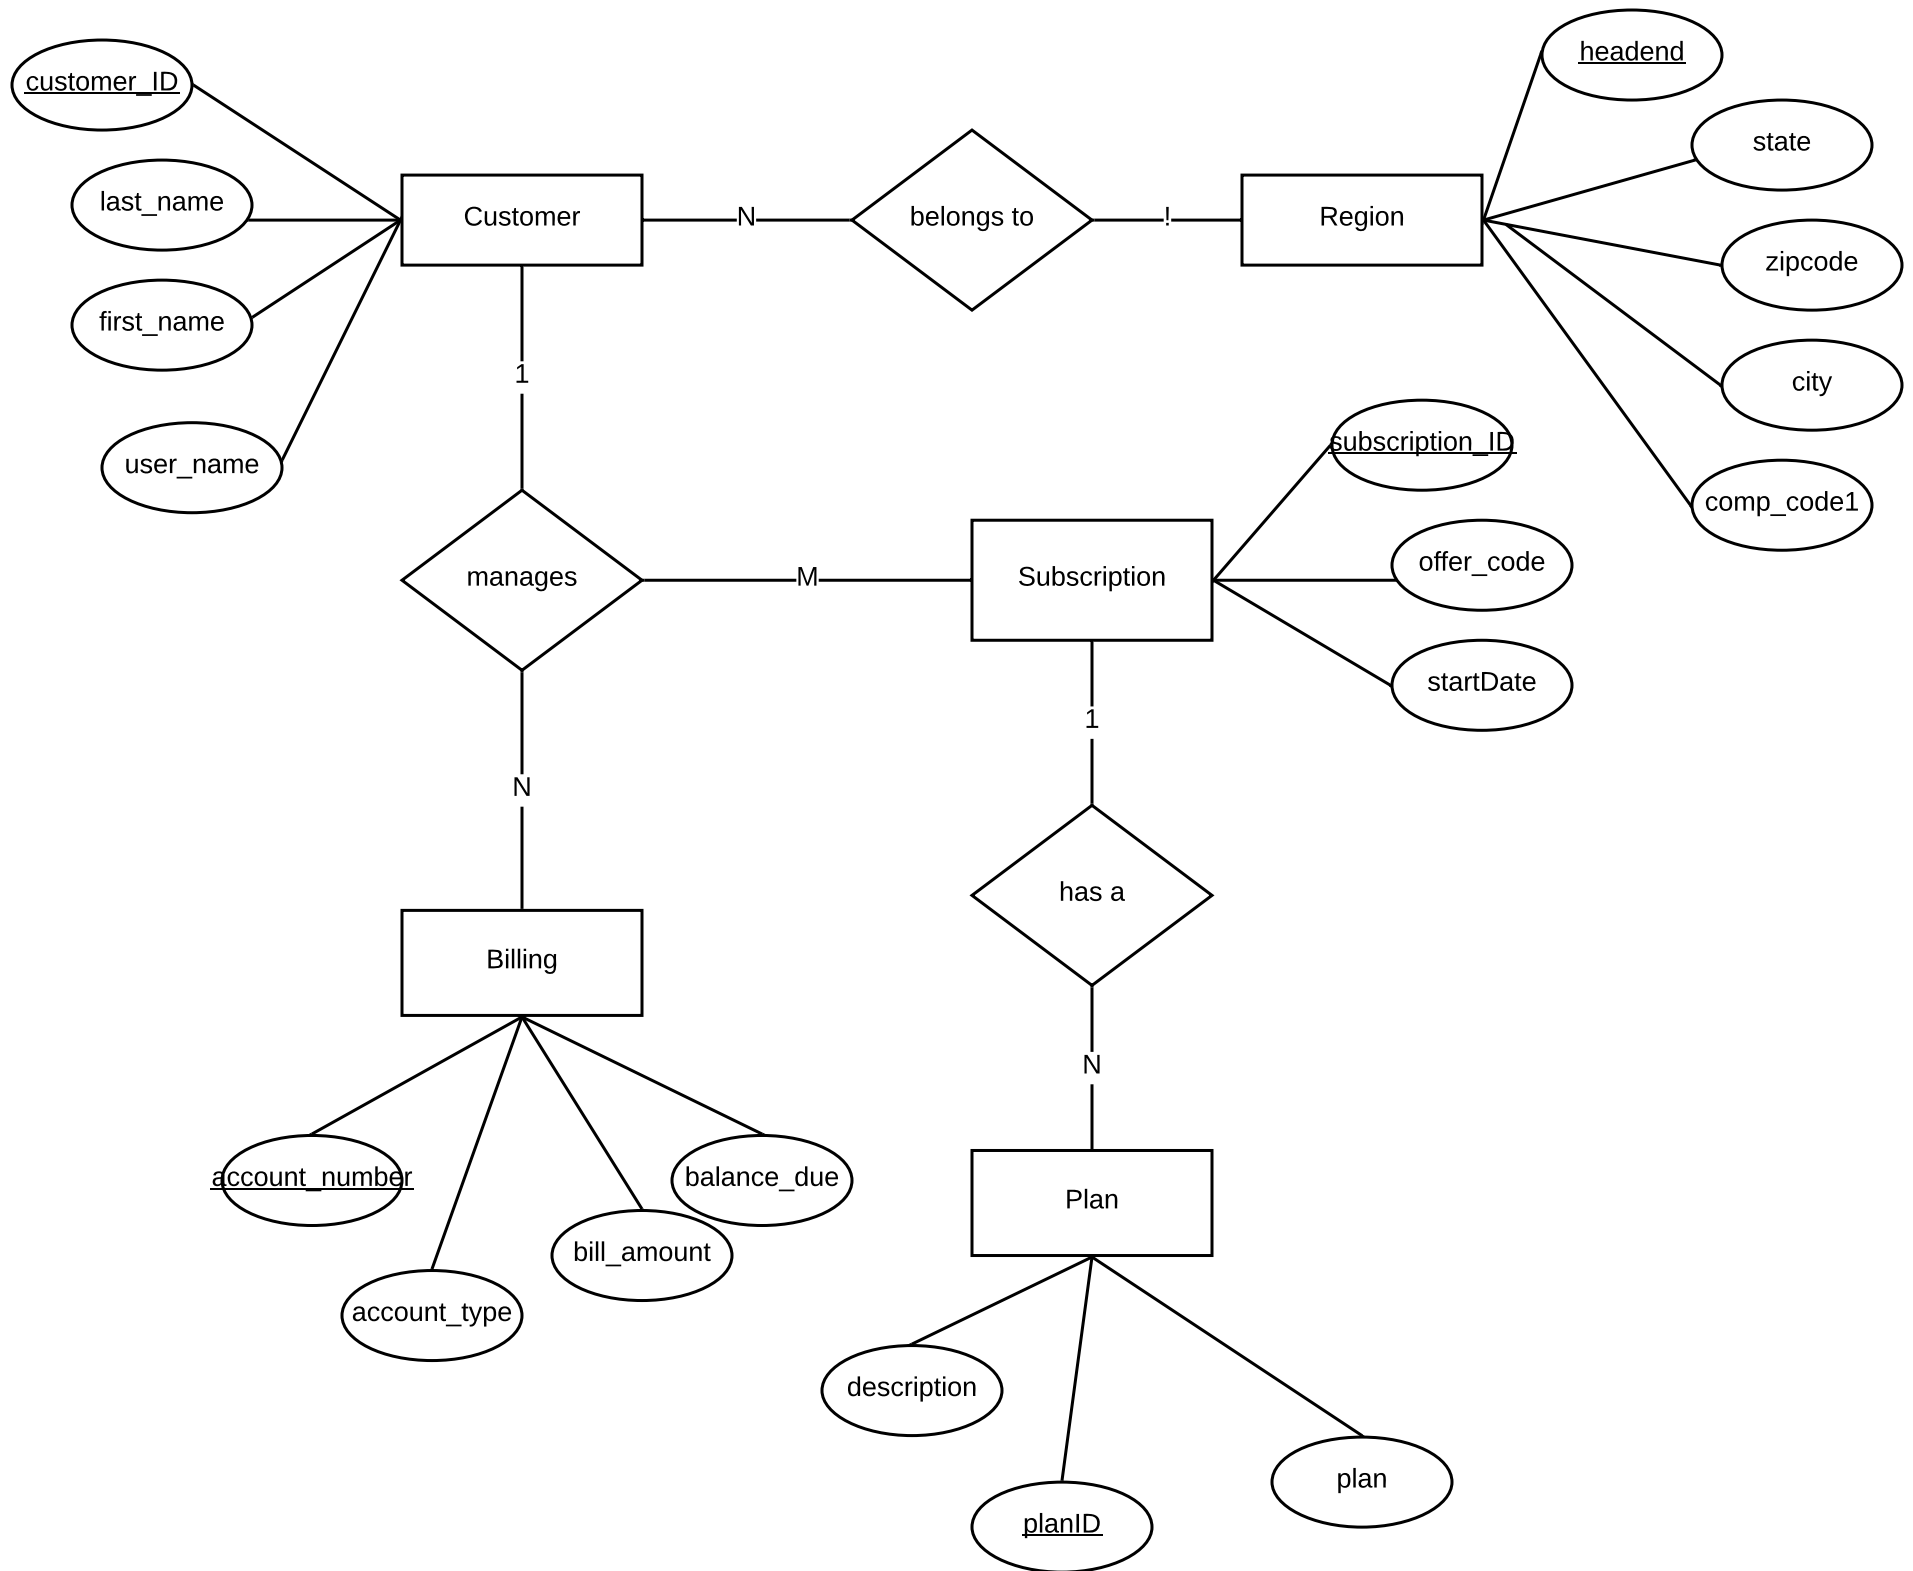 headend
customer_ID
state
last_name
Customer
N
belongs to
!
Region
zipcode
first_name
1
city
user_name
subscription_ID
comp_code1
manages
M
Subscription
offer_code
startDate
1
N
has a
Billing
N
account_number
balance_due
Plan
bill_amount
account_type
description
plan
planID